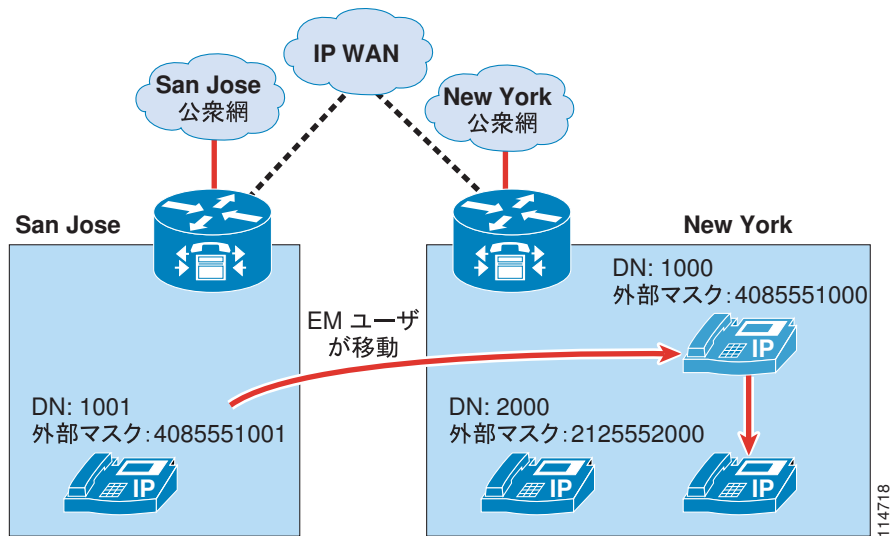 IP WAN
San Jose
公衆網
New York
公衆網
San Jose
New York
DN: 1000
外部マスク:4085551000
EM ユーザ
が移動
IP
DN: 1001
外部マスク:4085551001
DN: 2000
外部マスク:2125552000
IP
IP
IP
114718